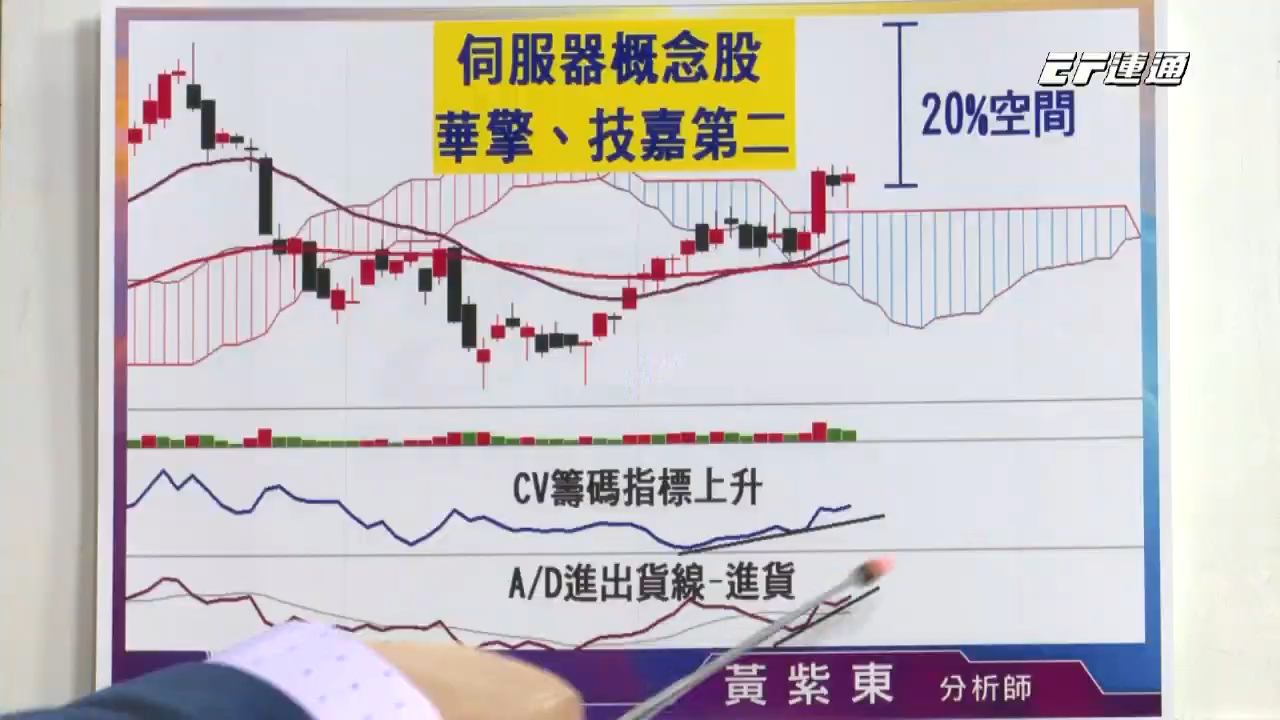 伺服器概念股
華擎、技嘉第二
EF運通
20%空間
CV籌碼指標上升
A/D進出貨線-進貨
黃紫東 分析師